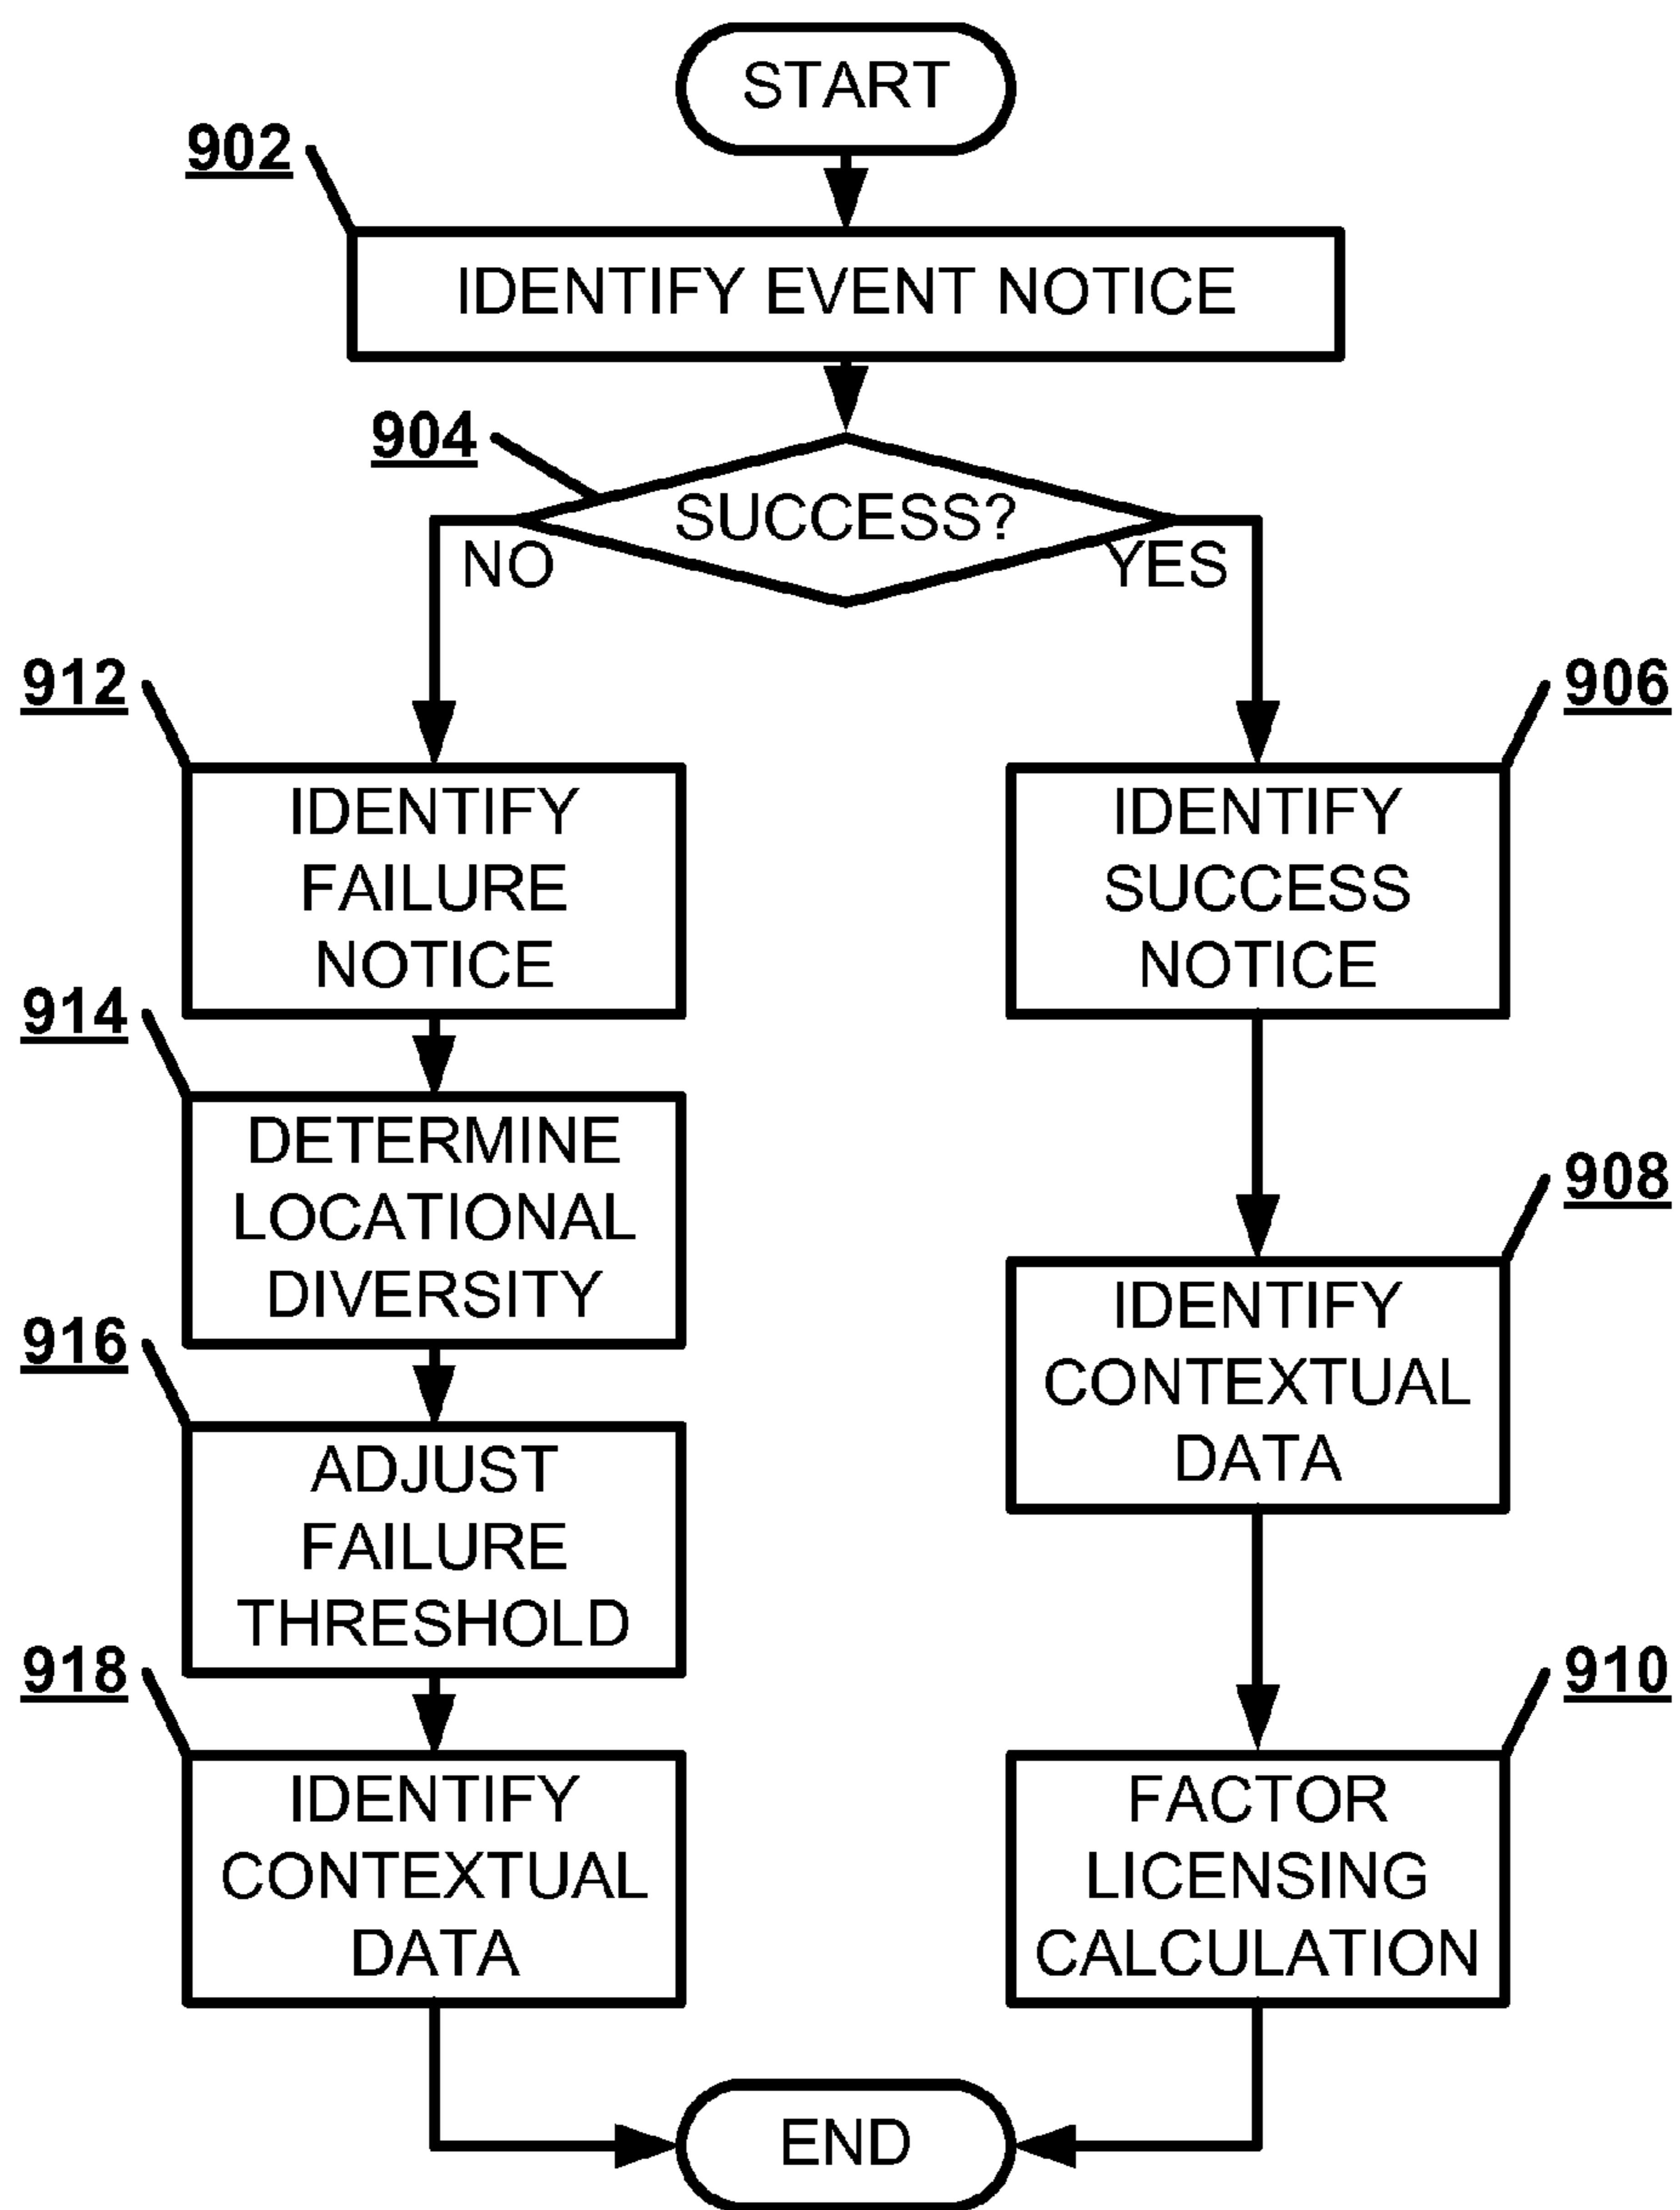 START
902
IDENTIFY EVENT NOTICE
904
SUCCESS?
NO
YES
912
IDENTIFY
FAILURE
NOTICE
914
DETERMINE
LOCATIONAL
DIVERSITY
916
ADJUST
FAILURE
THRESHOLD
918
IDENTIFY
CONTEXTUAL
DATA
906
IDENTIFY
SUCCESS
NOTICE
908
IDENTIFY
CONTEXTUAL
DATA
910
FACTOR
LICENSING
CALCULATION
END